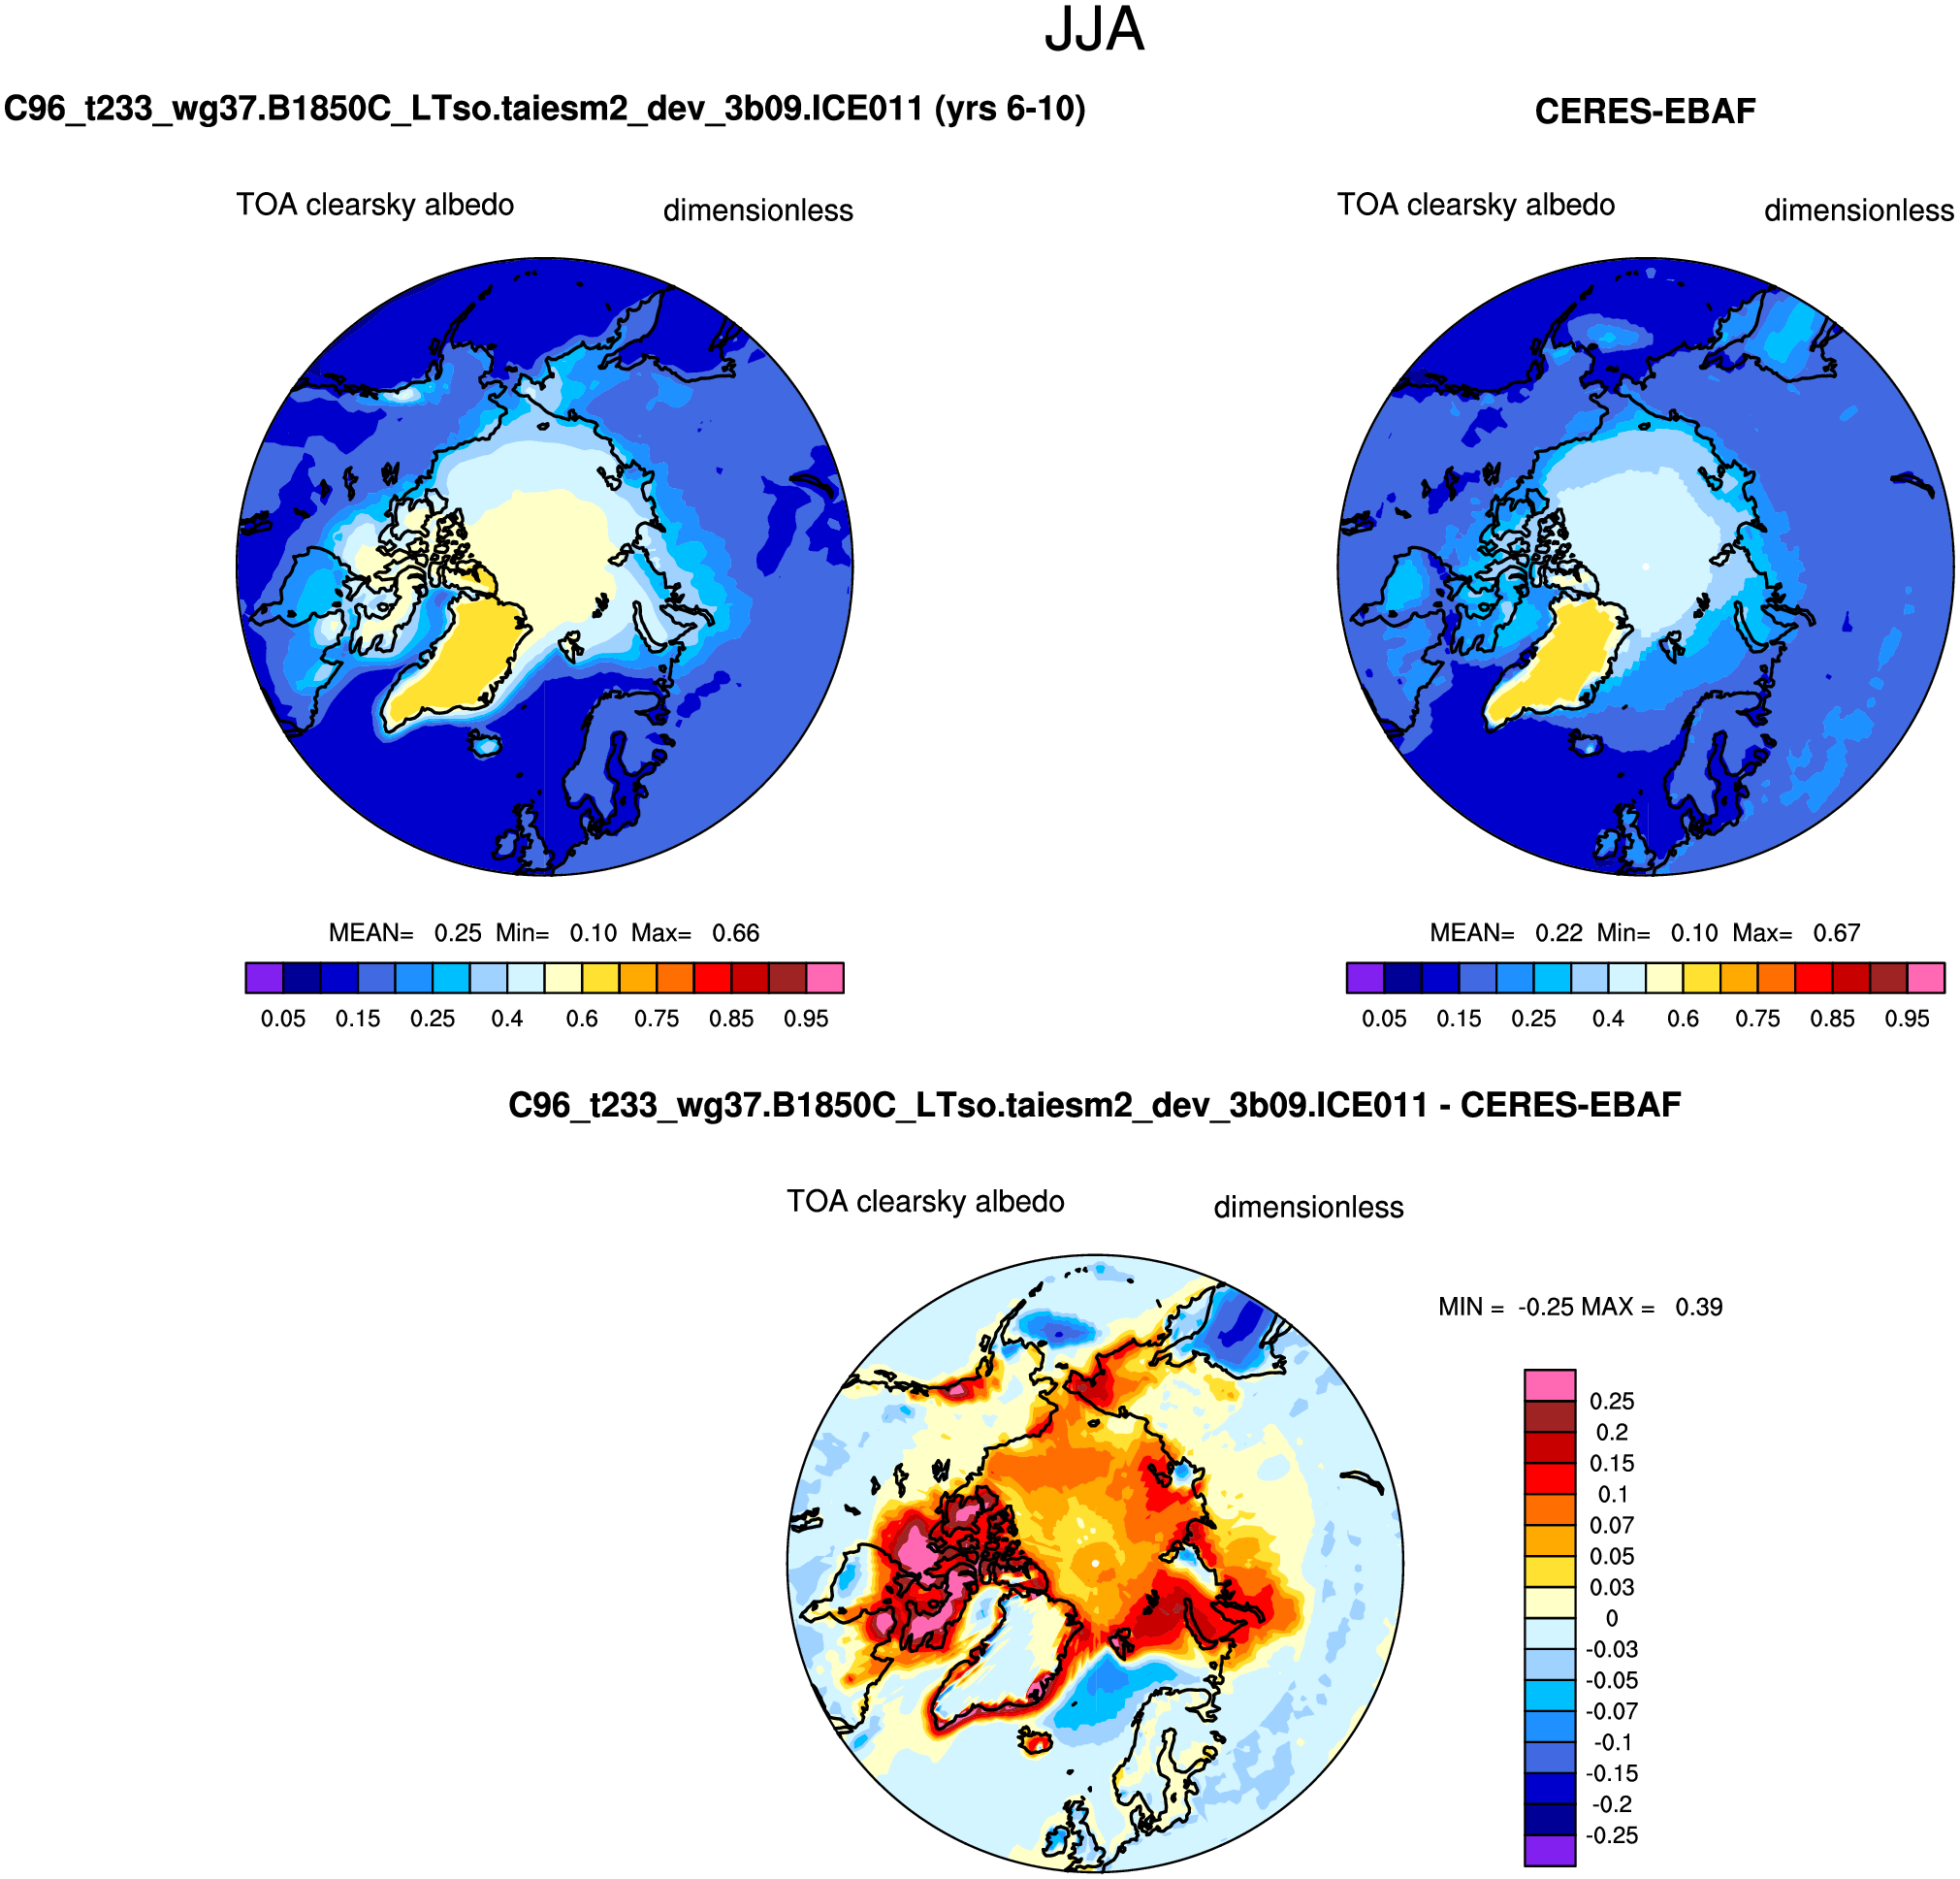 JJA
C96_t233_wg37.B1850C_LTso.taiesm2_dev_3b09.ICE011 (yrs 6-10)
CERES-EBAF
TOA clearsky albedo dimensionless
TOA clearsky albedo dimensionless
MEAN= 0.25 Min= 0.10 Max= 0.66
MEAN= 0.22 Min= 0.10 Max= 0.67
0.05 0.15 0.25 0.4 0.6 0.75 0.85 0.95
0.05 0.15 0.25 0.4 0.6 0.75 0.85 0.95
C96_t233_wg37.B1850C_LTso.taiesm2_dev_3b09.ICE011 - CERES-EBAF
TOA clearsky albedo dimensionless
MIN = -0.25 MAX = 0.39
0.25
0.2
0.15
0.1
0.07
0.05
0.03
0
-0.03
-0.05
-0.07
-0.1
-0.15
-0.2
-0.25